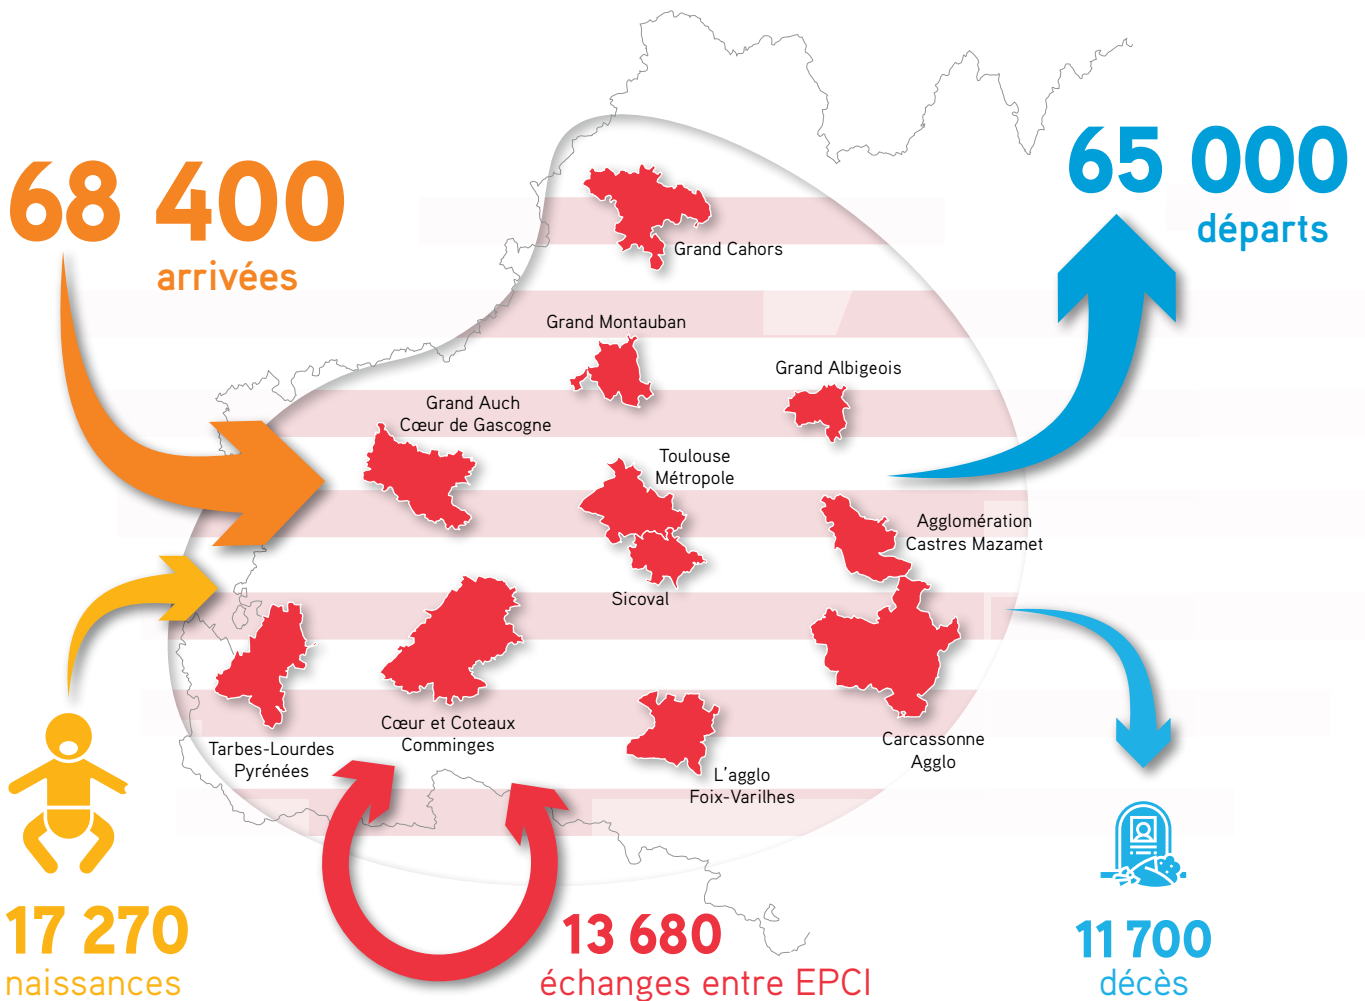 68 400
arrivées
65 000
départs
Grand Cahors
Grand Montauban
Grand Albigeois
Grand Auch
Cœur de Gascogne
Toulouse
Métropole
Agglomération
Castres Mazamet
Sicoval
Tarbes-Lourdes
Pyrénées
Cœur et Coteaux
Comminges
L'agglo
Foix-Varilhes
Carcassonne
Agglo
17 270
naissances
13 680
échanges entre EPCI
11 700
décès